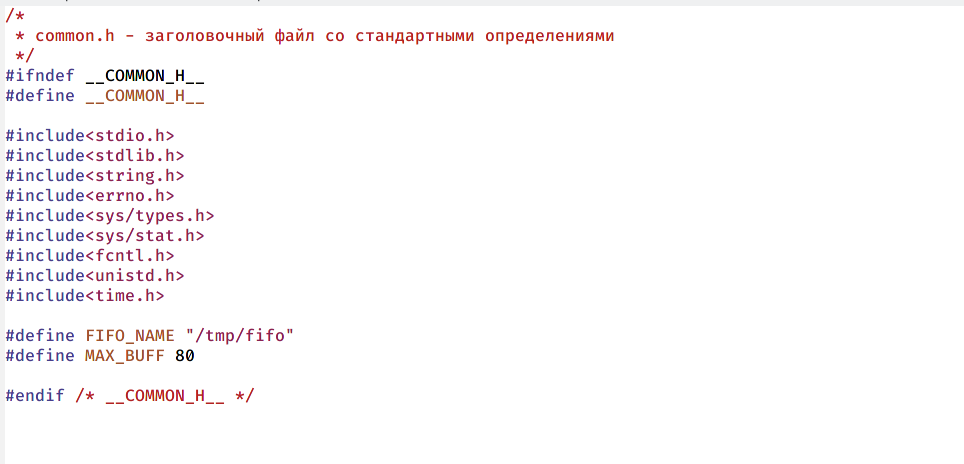 /*
 * common.h - заголовочный файл со стандартными определениями
 */
#ifndef __COMMON_H__
#define __COMMON_H__

#include<stdio.h>
#include<stdlib.h>
#include<string.h>
#include<errno.h>
#include<sys/types.h>
#include<sys/stat.h>
#include<fcntl.h>
#include<unistd.h>
#include<time.h>

#define FIFO_NAME "/tmp/fifo"
#define MAX_BUFF 80

#endif /* __COMMON_H__ */